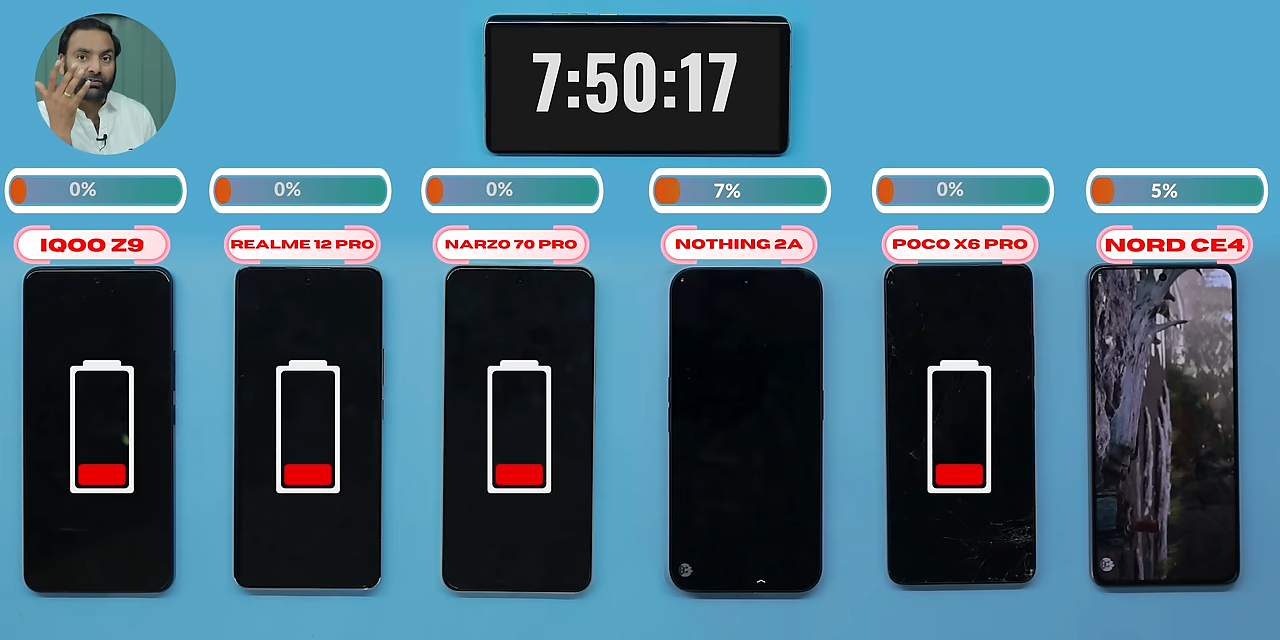 7:50:17
0%
0%
0%
7%
0%
5%
IQOO Z9
REALME 12 PRO
NARZO 70 PRO
NOTHING 2A
POCO X6 PRO
NORD CE4